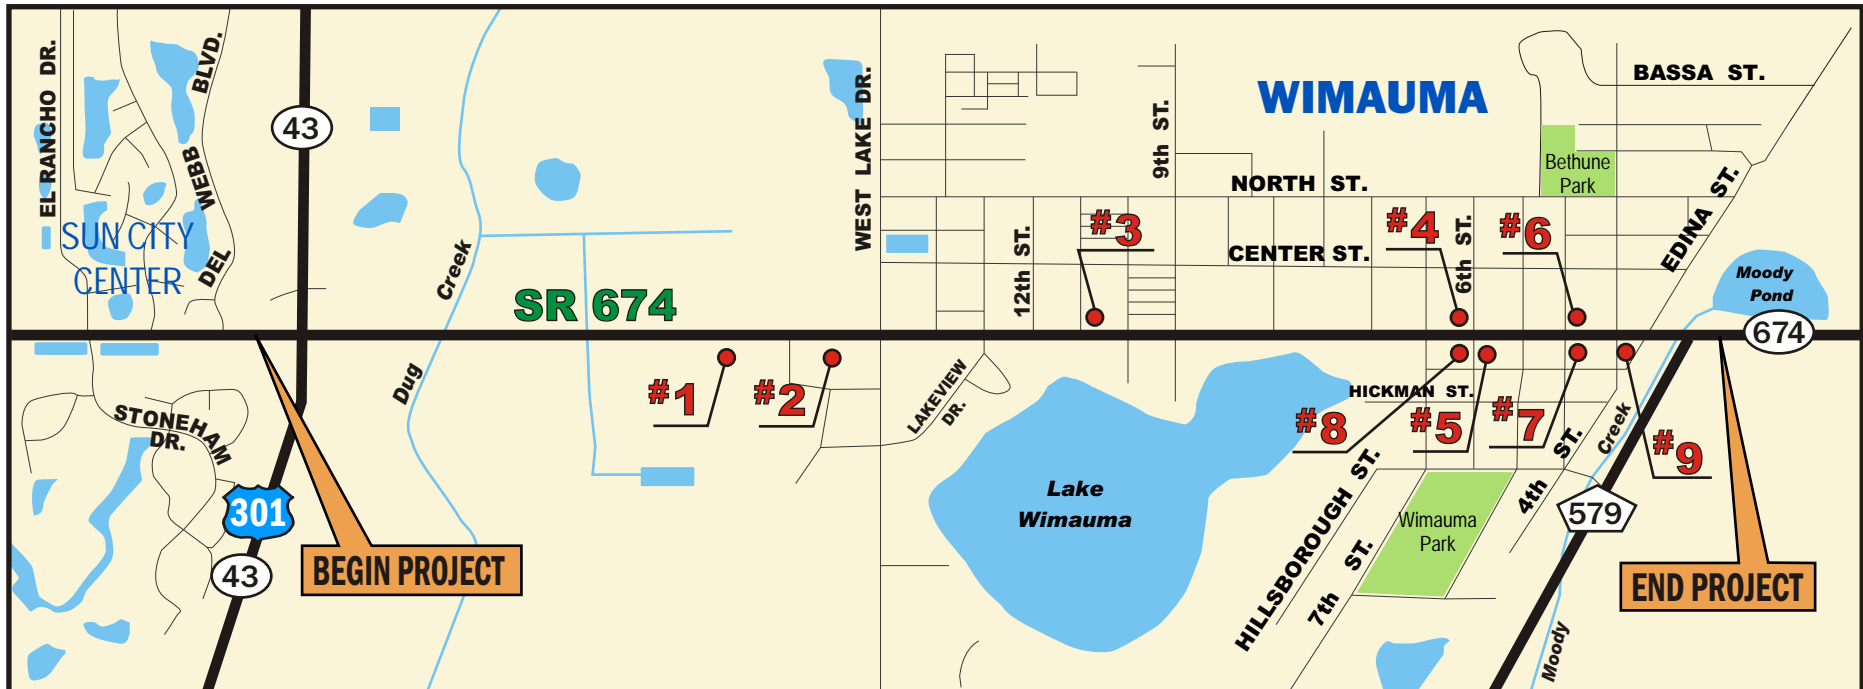 EL RANCHO DR.
WEBB BLVD.
DEL
43
SUN CITY
CENTER
Creek
Dug
SR 674
WEST LAKE DR.
9th ST.
WIMAUMA
BASSA ST.
Bethune
Park
NORTH ST.
CENTER ST.
12th ST.
6th ST.
EDINA ST.
#3
#4
#6
Moody
Pond
674
#1
#2
LAKEVIEW
DR.
HICKMAN ST.
#8
#5
#7
#9
STONEHAM
DR.
301
43
BEGIN PROJECT
Lake
Wimauma
HILLSBOROUGH ST.
7th ST.
Wimauma
Park
4th ST.
Creek
Moody
579
END PROJECT